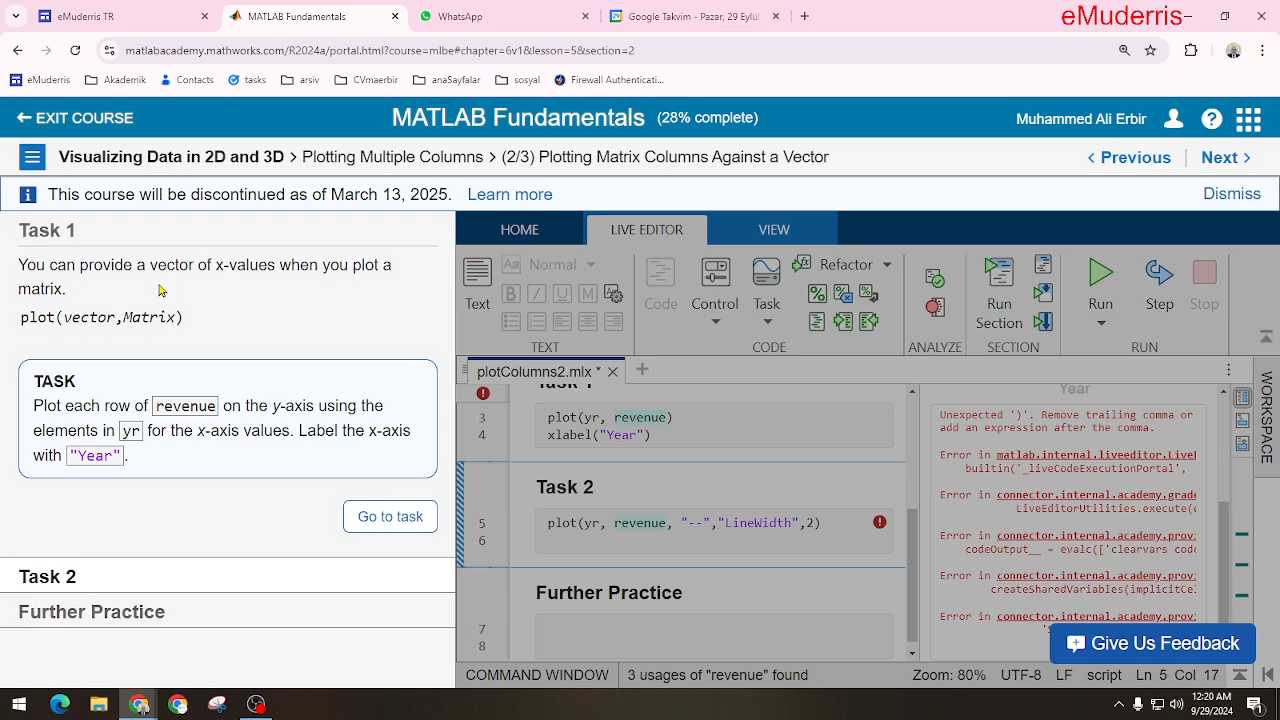 eMuderris TR
MATLAB Fundamentals
WhatsApp
Google Takvim - Pazar, 29 Eylül
eMuderris
matlabacademy.mathworks.com/R2024a/portal.html?course=mlbe#chapter=6v1&lesson=5&section=2
eMuderris
Akademik
Contacts
tasks
arsiv
CVmaerbir
anaSayfalar
sosyal
Firewall Authenticati...
EXIT COURSE
MATLAB Fundamentals (28% complete)
Muhammed Ali Erbir
Visualizing Data in 2D and 3D > Plotting Multiple Columns > (2/3) Plotting Matrix Columns Against a Vector
< Previous
Next >
This course will be discontinued as of March 13, 2025. Learn more
Dismiss
Task 1
You can provide a vector of x-values when you plot a
matrix.
plot(vector,Matrix)
TASK
Plot each row of revenue on the y-axis using the
elements in yr for the x-axis values. Label the x-axis
with "Year".
Go to task
Task 2
Further Practice
HOME
LIVE EDITOR
VIEW
Text
Aa Normal
B I U M
TEXT
Code
Control
Task
Refactor
CODE
ANALYZE
Run
Section
SECTION
Run
Step
Stop
RUN
plotColumns2.mlx *
Task 1
3 plot(yr, revenue)
4 xlabel("Year")
Task 2
5 plot(yr, revenue, "--","LineWidth",2)
6
Further Practice
7
8
Year
Unexpected ')'. Remove trailing comma or
add an expression after the comma.
Error in matlab.internal.liveeditor.Live
builtin('_liveCodeExecutionPortal',
Error in connector.internal.academy.grade
LiveEditorUtilities.execute(e
Error in connector.internal.academy.provi
codeOutput__ = evalc(['clearvars code
Error in connector.internal.academy.provi
createSharedVariables(implicitCel
Error in connector.internal.academy.provi
WORKSPACE
Give Us Feedback
COMMAND WINDOW
3 usages of "revenue" found
Zoom: 80%
UTF-8
LF
script
Ln 5 Col 17
12:20 AM
9/29/2024